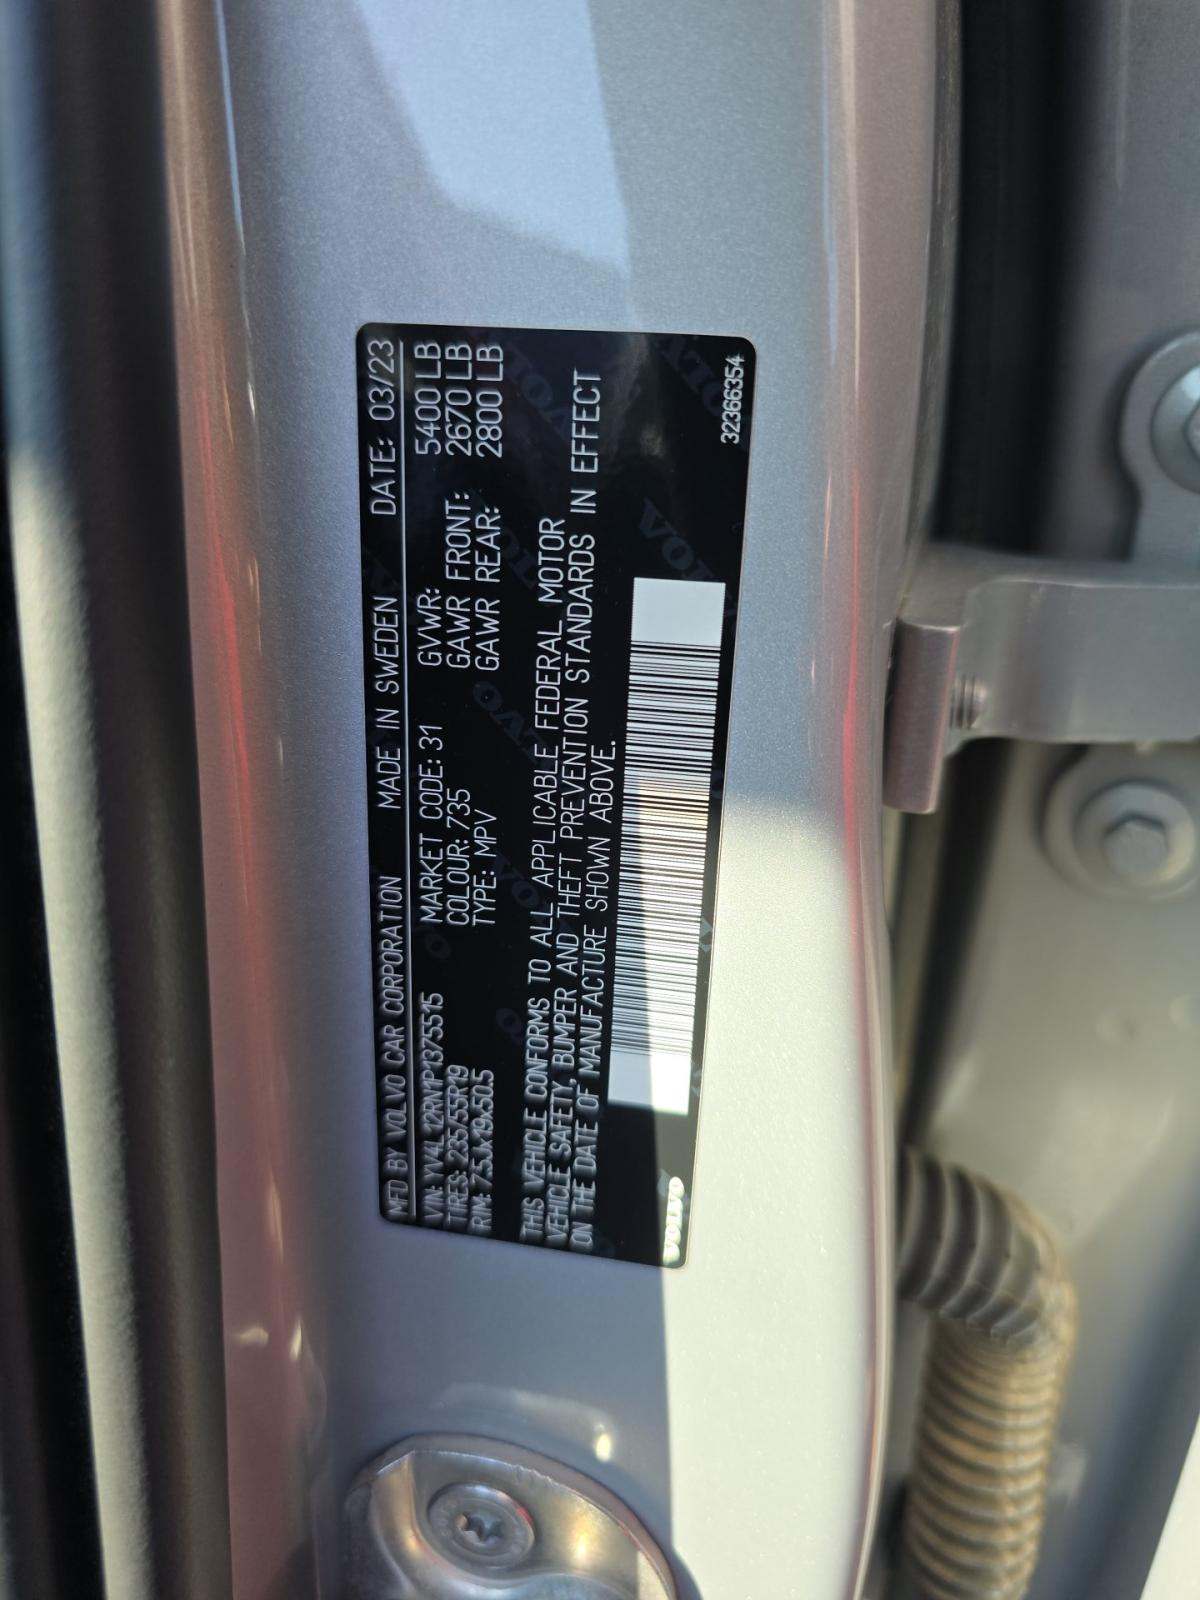 MFD BY VOLVO CAR CORPORATION MADE IN SWEDEN DATE: 03/23
VIN: YV4L12RM1P1375515 MARKET CODE: 31 GVWR: 5400 LB
TIRES: 235/55R19 COLOUR: 735 GAWR FRONT: 2670 LB
RIM: 7.5Jx19x50.5 TYPE: MPV GAWR REAR: 2800 LB
THIS VEHICLE CONFORMS TO ALL APPLICABLE FEDERAL MOTOR
VEHICLE SAFETY, BUMPER AND THEFT PREVENTION STANDARDS IN EFFECT
ON THE DATE OF MANUFACTURE SHOWN ABOVE.
VOLVO
32366354